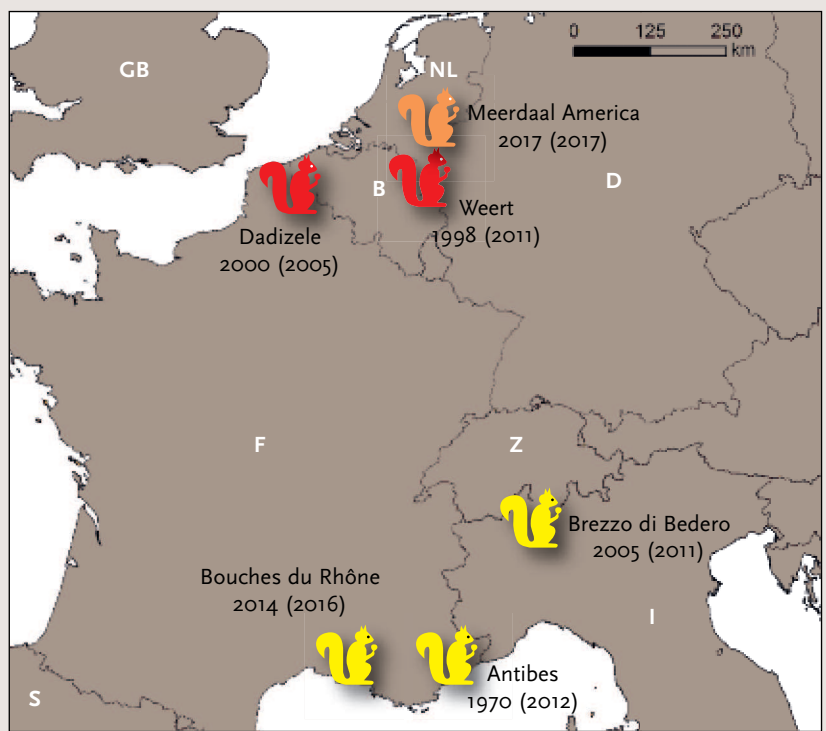 0 125 250
km
GB
NL
Meerdaal America
2017 (2017)
B
D
Weert
1998 (2011)
Dadizele
2000 (2005)
F
Z
Brezzo di Bedero
2005 (2011)
Bouches du Rhône
2014 (2016)
I
Antibes
1970 (2012)
S